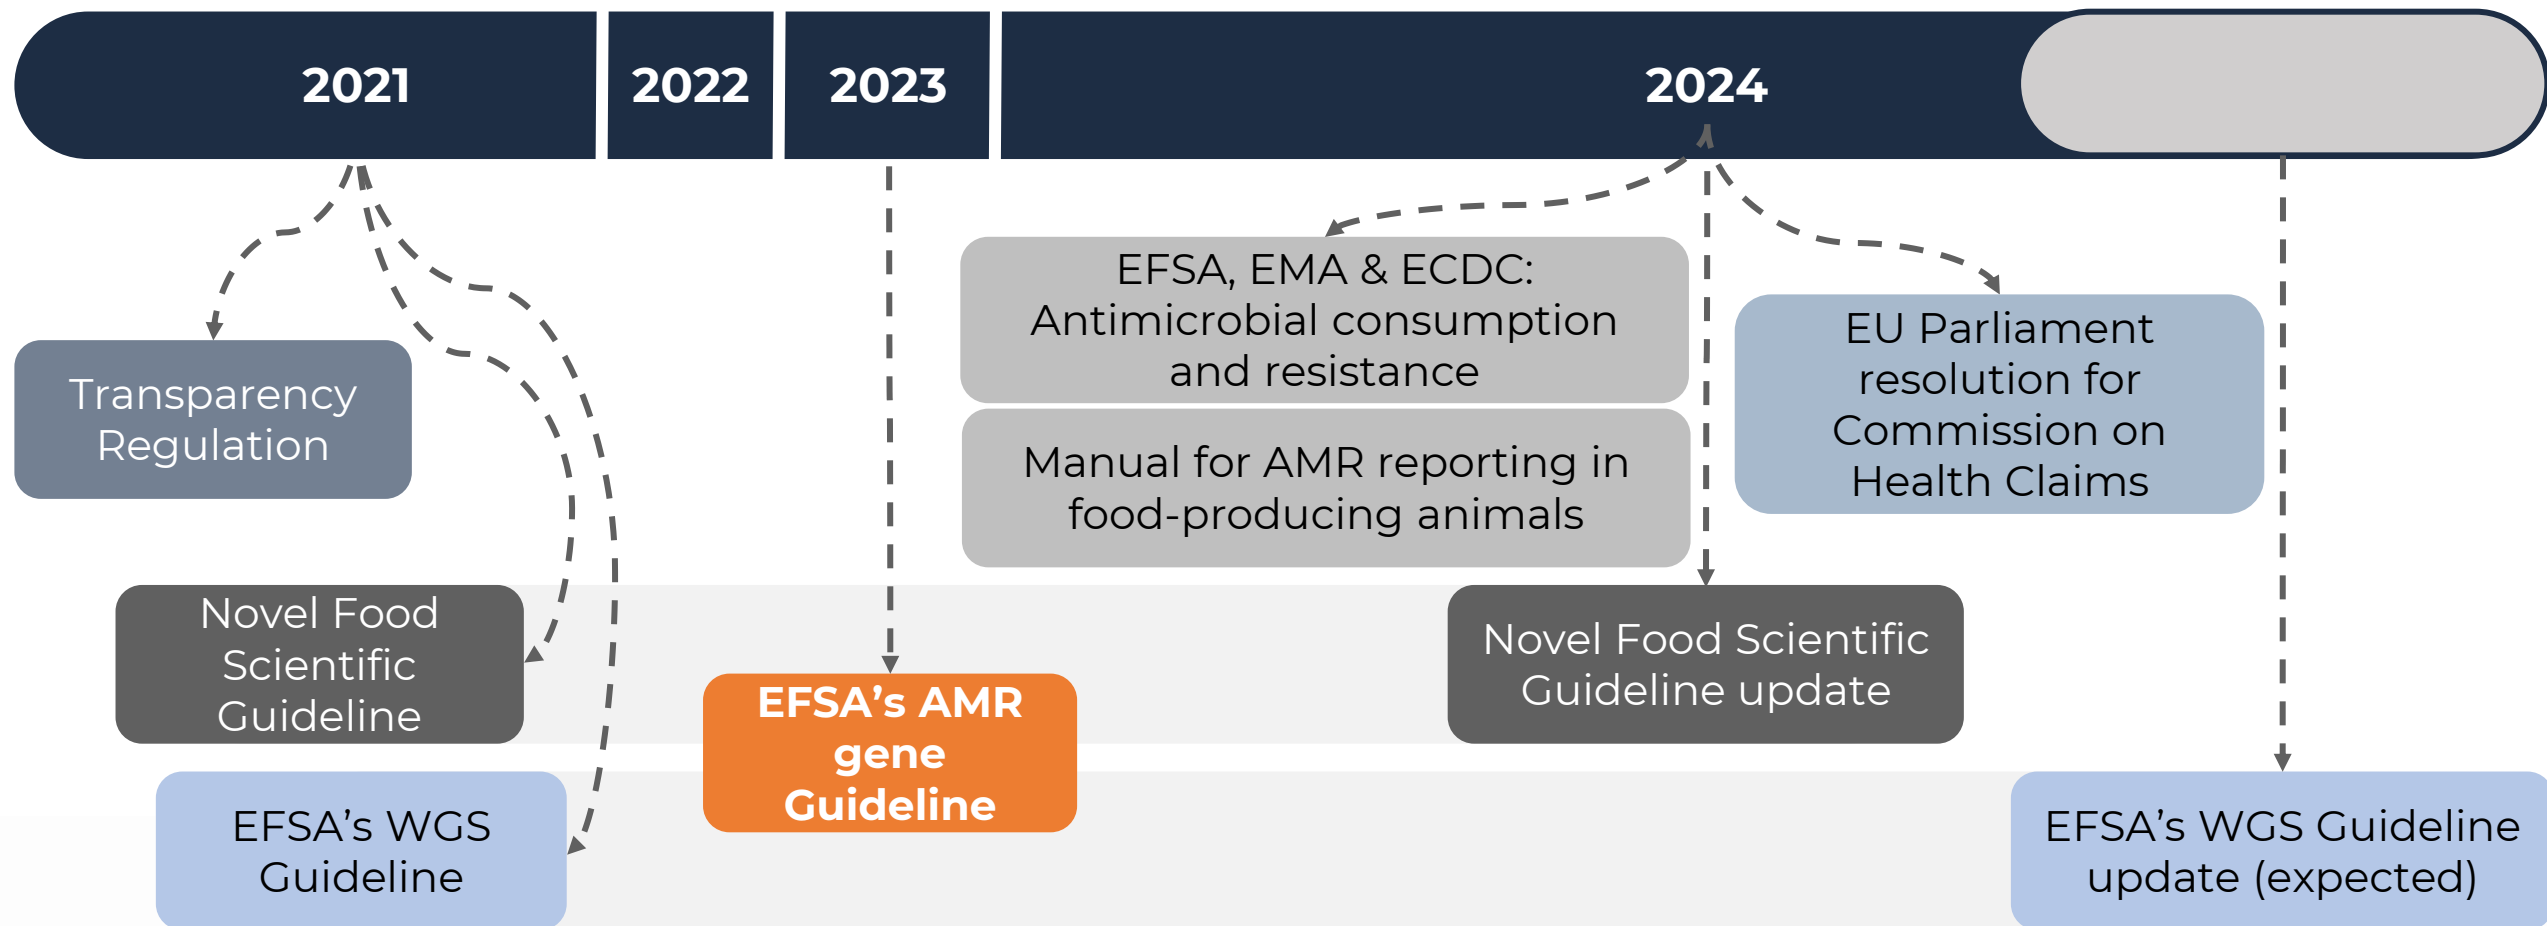 2021
2022
2023
2024
EFSA, EMA & ECDC:
Antimicrobial consumption
and resistance
EU Parliament
resolution for
Commission on
Health Claims
Transparency
Regulation
Manual for AMR reporting in
food-producing animals
Novel Food
Scientific
Guideline
Novel Food Scientific
Guideline update
EFSA’s AMR
gene
Guideline
EFSA’s WGS
Guideline
EFSA’s WGS Guideline
update (expected)